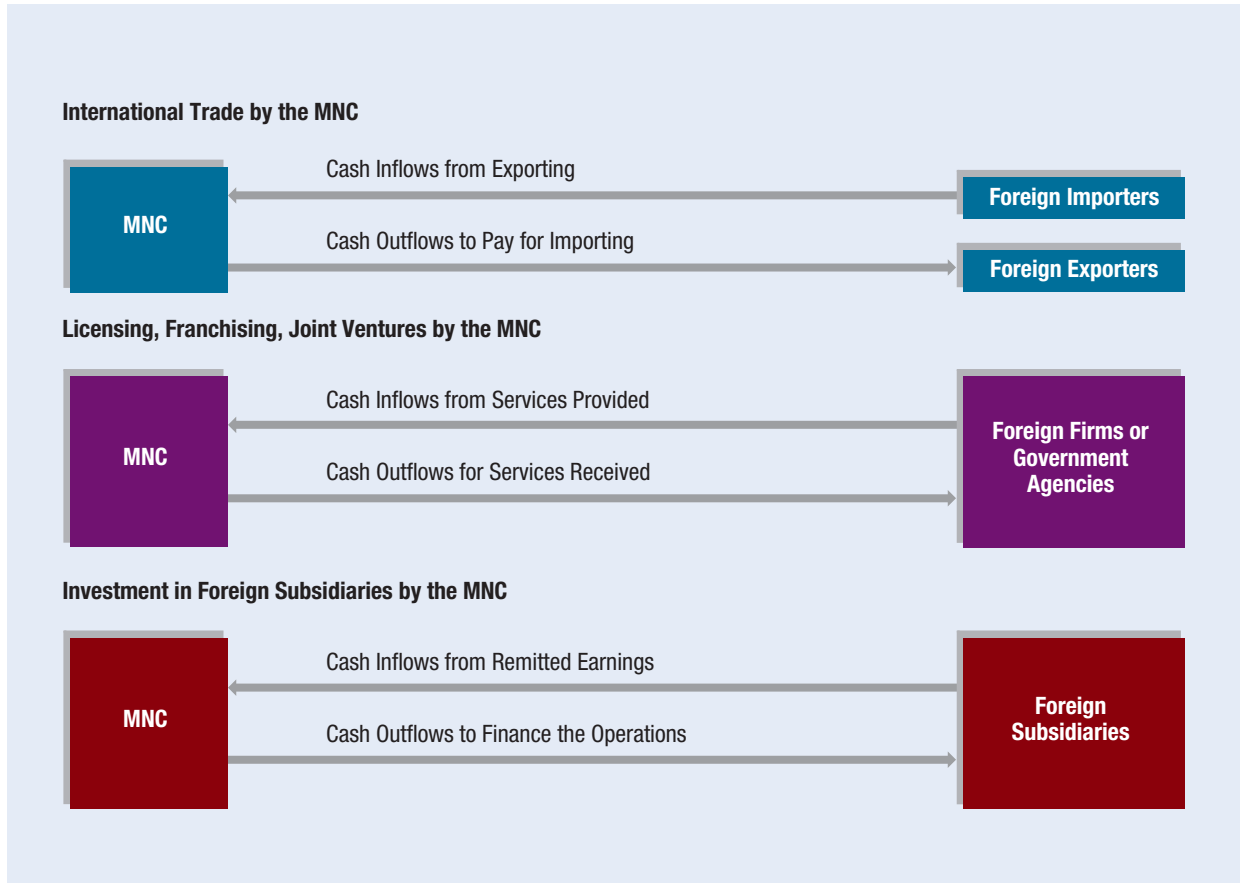 International Trade by the MNC
MNC
Cash Inflows from Exporting
Foreign Importers
Cash Outflows to Pay for Importing
Foreign Exporters
Licensing, Franchising, Joint Ventures by the MNC
MNC
Cash Inflows from Services Provided
Cash Outflows for Services Received
Foreign Firms or
Government
Agencies
Investment in Foreign Subsidiaries by the MNC
MNC
Cash Inflows from Remitted Earnings
Cash Outflows to Finance the Operations
Foreign
Subsidiaries